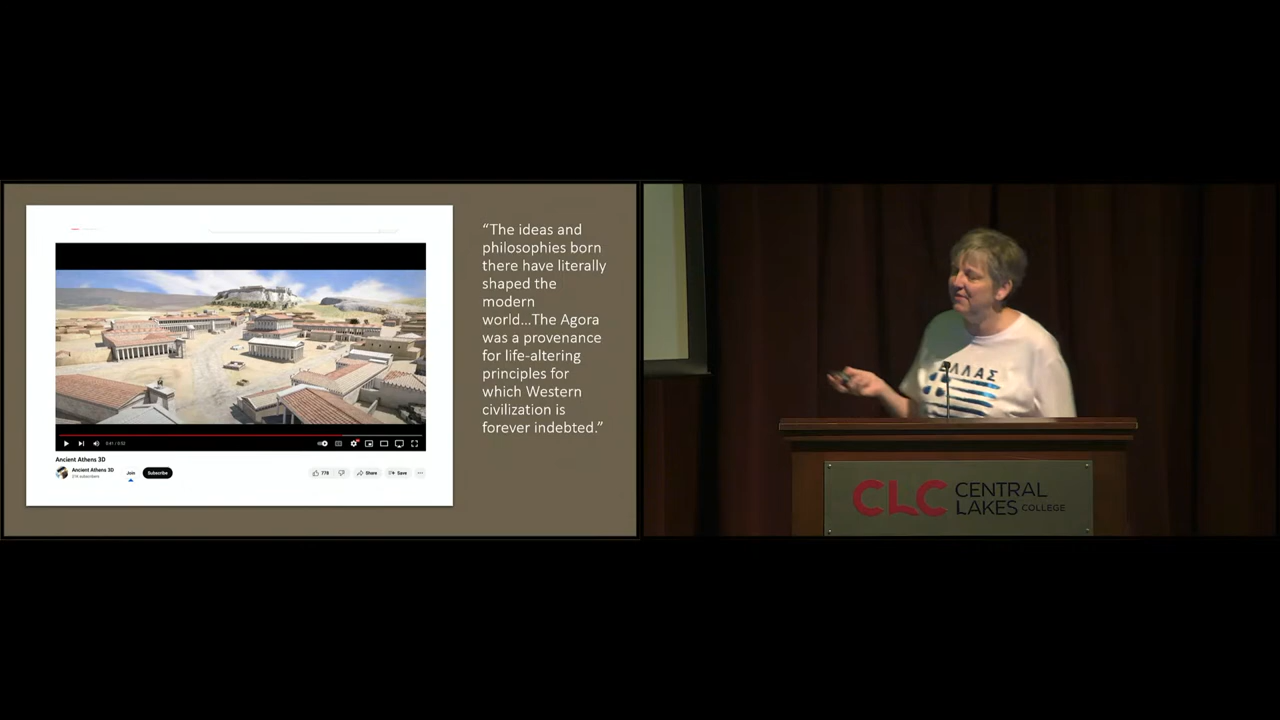 “The ideas and
philosophies born
there have literally
shaped the
modern
world...The Agora
was a provenance
for life-altering
principles for
which Western
civilization is
forever indebted.”
Ancient Athens 3D
Ancient Athens 3D
Join
Subscribe
778
Share
Save
ΕΛΛΑΣ
CLC CENTRAL
LAKES COLLEGE